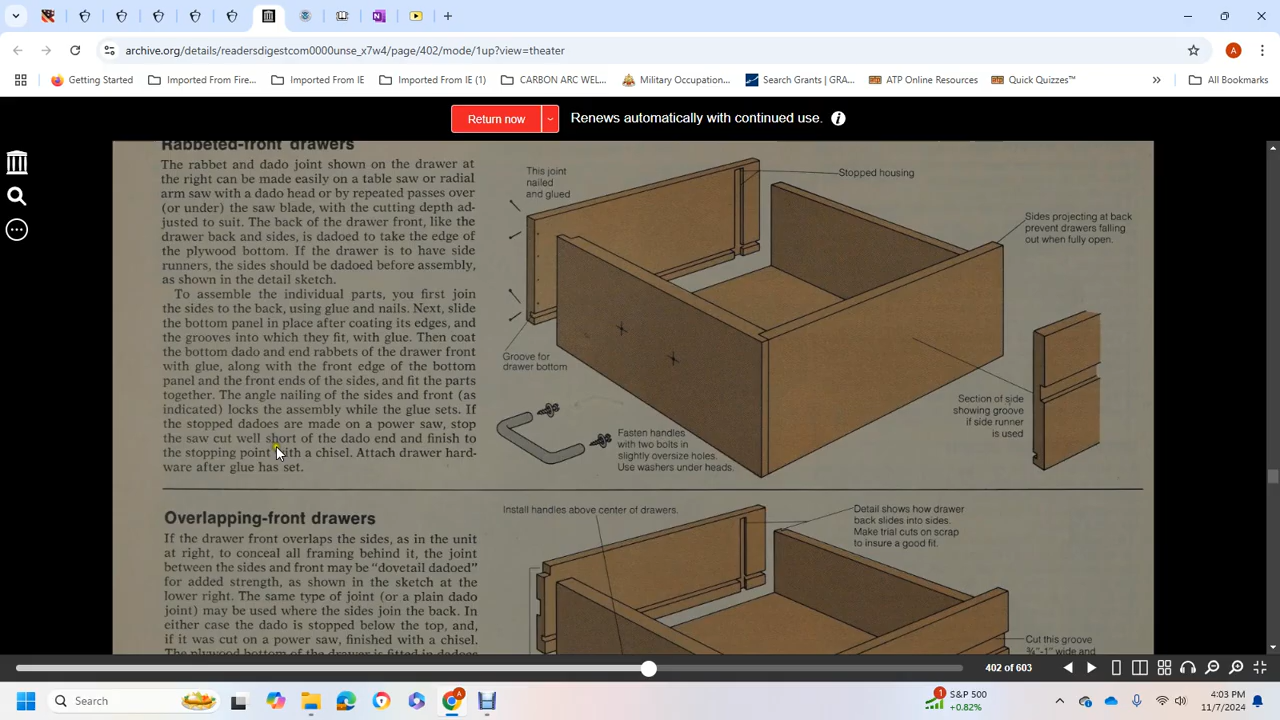 archive.org/details/readersdigestcom0000unse_x7w4/page/402/mode/1up?view=theater
A
Getting Started
Imported From Fire...
Imported From IE
Imported From IE (1)
CARBON ARC WEL...
Military Occupation...
Search Grants | GRA...
ATP Online Resources
Quick Quizzes™
»
All Bookmarks
Return now
Renews automatically with continued use.
Rabbeted-front drawers
The rabbet and dado joint shown on the drawer at
the right can be made easily on a table saw or radial
arm saw with a dado head or by repeated passes over
(or under) the saw blade, with the cutting depth ad-
justed to suit. The back of the drawer front, like the
drawer back and sides, is dadoed to take the edge of
the plywood bottom. If the drawer is to have side
runners, the sides should be dadoed before assembly,
as shown in the detail sketch.
To assemble the individual parts, you first join
the sides to the back, using glue and nails. Next, slide
the bottom panel in place after coating its edges, and
the grooves into which they fit, with glue. Then coat
the bottom dado and end rabbets of the drawer front
with glue, along with the front edge of the bottom
panel and the front ends of the sides, and fit the parts
together. The angle nailing of the sides and front (as
indicated) locks the assembly while the glue sets. If
the stopped dadoes are made on a power saw, stop
the saw cut well short of the dado end and finish to
the stopping point with a chisel. Attach drawer hard-
ware after glue has set.
This joint
nailed
and glued
Stopped housing
Sides projecting at back
prevent drawers falling
out when fully open.
Groove for
drawer bottom
Section of side
showing groove
if side runner
is used
Fasten handles
with two bolts in
slightly oversize holes.
Use washers under heads.
Overlapping-front drawers
If the drawer front overlaps the sides, as in the unit
at right, to conceal all framing behind it, the joint
between the sides and front may be "dovetail dadoed"
for added strength, as shown in the sketch at the
lower right. The same type of joint (or a plain dado
joint) may be used where the sides join the back. In
either case the dado is stopped below the top, and,
if it was cut on a power saw, finished with a chisel.
The plywood bottom of the drawer is fitted in dadoes
Install handles above center of drawers.
Detail shows how drawer
back slides into sides.
Make trial cuts on scrap
to insure a good fit.
Cut this groove
¾"-1" wide and
402 of 603
Search
1
S&P 500
+0.82%
4:03 PM
11/7/2024